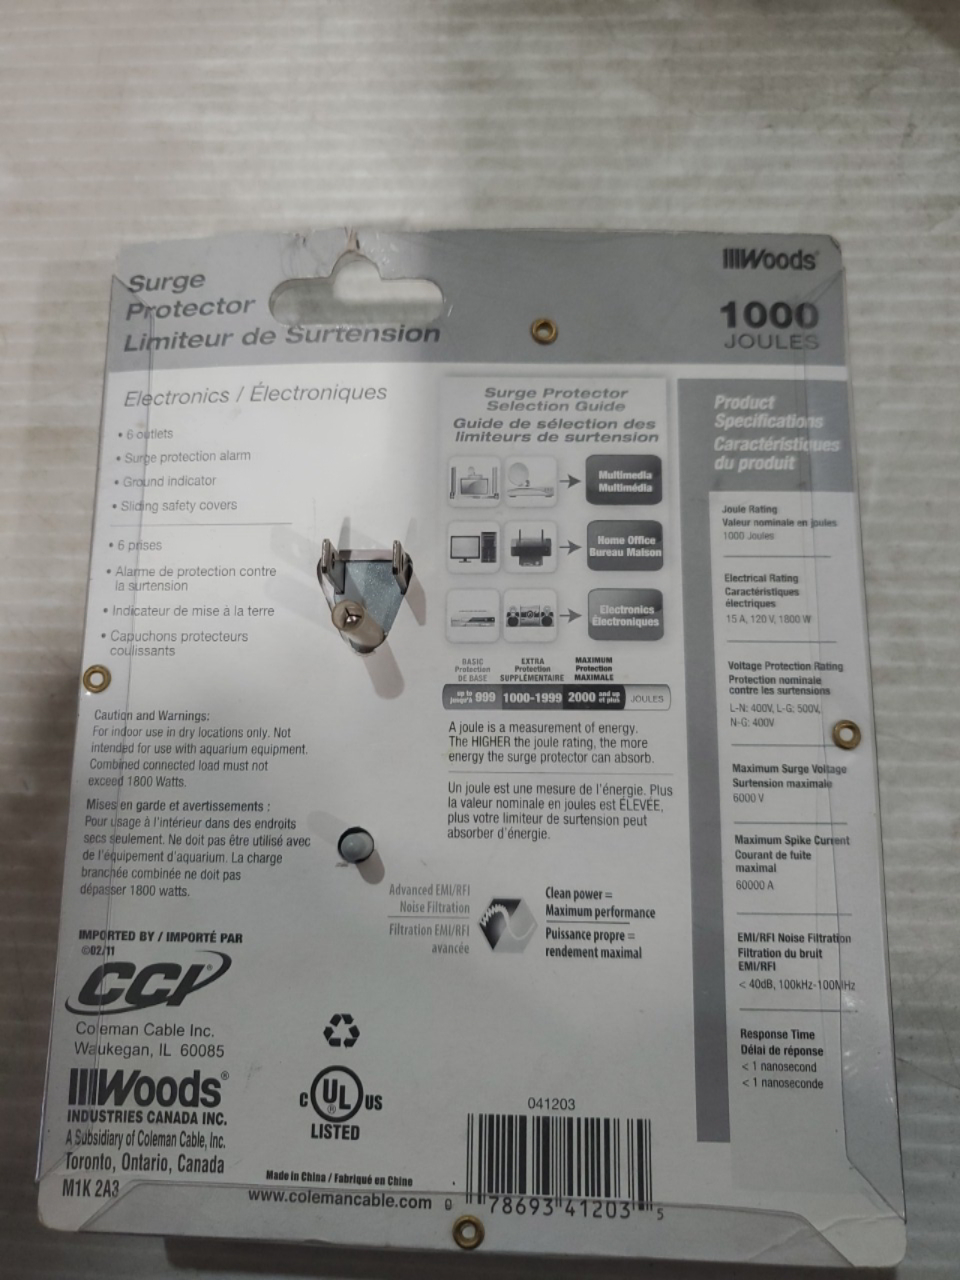 Surge
Protector
Limiteur de Surtension
Woods®
1000
JOULES
Electronics / Électroniques
• 6 outlets
• Surge protection alarm
• Ground indicator
• Sliding safety covers
• 6 prises
• Alarme de protection contre
la surtension
• Indicateur de mise à la terre
• Capuchons protecteurs
coulissants
Caution and Warnings:
For indoor use in dry locations only. Not
intended for use with aquarium equipment.
Combined connected load must not
exceed 1800 Watts.
Mises en garde et avertissements :
Pour usage à l'intérieur dans des endroits
secs seulement. Ne doit pas être utilisé avec
de l'équipement d'aquarium. La charge
branchée combinée ne doit pas
dépasser 1800 watts.
IMPORTED BY / IMPORTÉ PAR
©02/11
CCI®
Coleman Cable Inc.
Waukegan, IL 60085
Woods®
INDUSTRIES CANADA INC.
A Subsidiary of Coleman Cable, Inc.
Toronto, Ontario, Canada
M1K 2A3
Surge Protector
Selection Guide
Guide de sélection des
limiteurs de surtension
Multimedia
Multimédia
Home Office
Bureau Maison
Electronics
Électroniques
BASIC
Protection
DE BASE
EXTRA
Protection
SUPPLÉMENTAIRE
MAXIMUM
Protection
MAXIMALE
up to
jusqu'à 999 1000-1999 2000 and up
et plus JOULES
A joule is a measurement of energy.
The HIGHER the joule rating, the more
energy the surge protector can absorb.
Un joule est une mesure de l'énergie. Plus
la valeur nominale en joules est ÉLEVÉE,
plus votre limiteur de surtension peut
absorber d'énergie.
Advanced EMI/RFI
Noise Filtration
Filtration EMI/RFI
avancée
Clean power =
Maximum performance
Puissance propre =
rendement maximal
C UL® US
LISTED
Made in China / Fabriqué en Chine
www.colemancable.com
041203
0 78693 41203 5
Product
Specifications
Caractéristiques
du produit
Joule Rating
Valeur nominale en joules
1000 Joules
Electrical Rating
Caractéristiques
électriques
15 A, 120 V, 1800 W
Voltage Protection Rating
Protection nominale
contre les surtensions
L-N: 400V, L-G: 500V,
N-G: 400V
Maximum Surge Voltage
Surtension maximale
6000 V
Maximum Spike Current
Courant de fuite
maximal
60000 A
EMI/RFI Noise Filtration
Filtration du bruit
EMI/RFI
< 40dB, 100kHz-100MHz
Response Time
Délai de réponse
< 1 nanosecond
< 1 nanoseconde